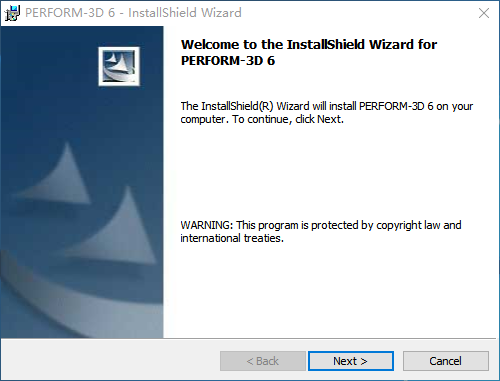 PERFORM-3D 6 - InstallShield Wizard
Welcome to the InstallShield Wizard for
PERFORM-3D 6
The InstallShield(R) Wizard will install PERFORM-3D 6 on your
computer. To continue, click Next.
WARNING: This program is protected by copyright law and
international treaties.
< Back
Next >
Cancel